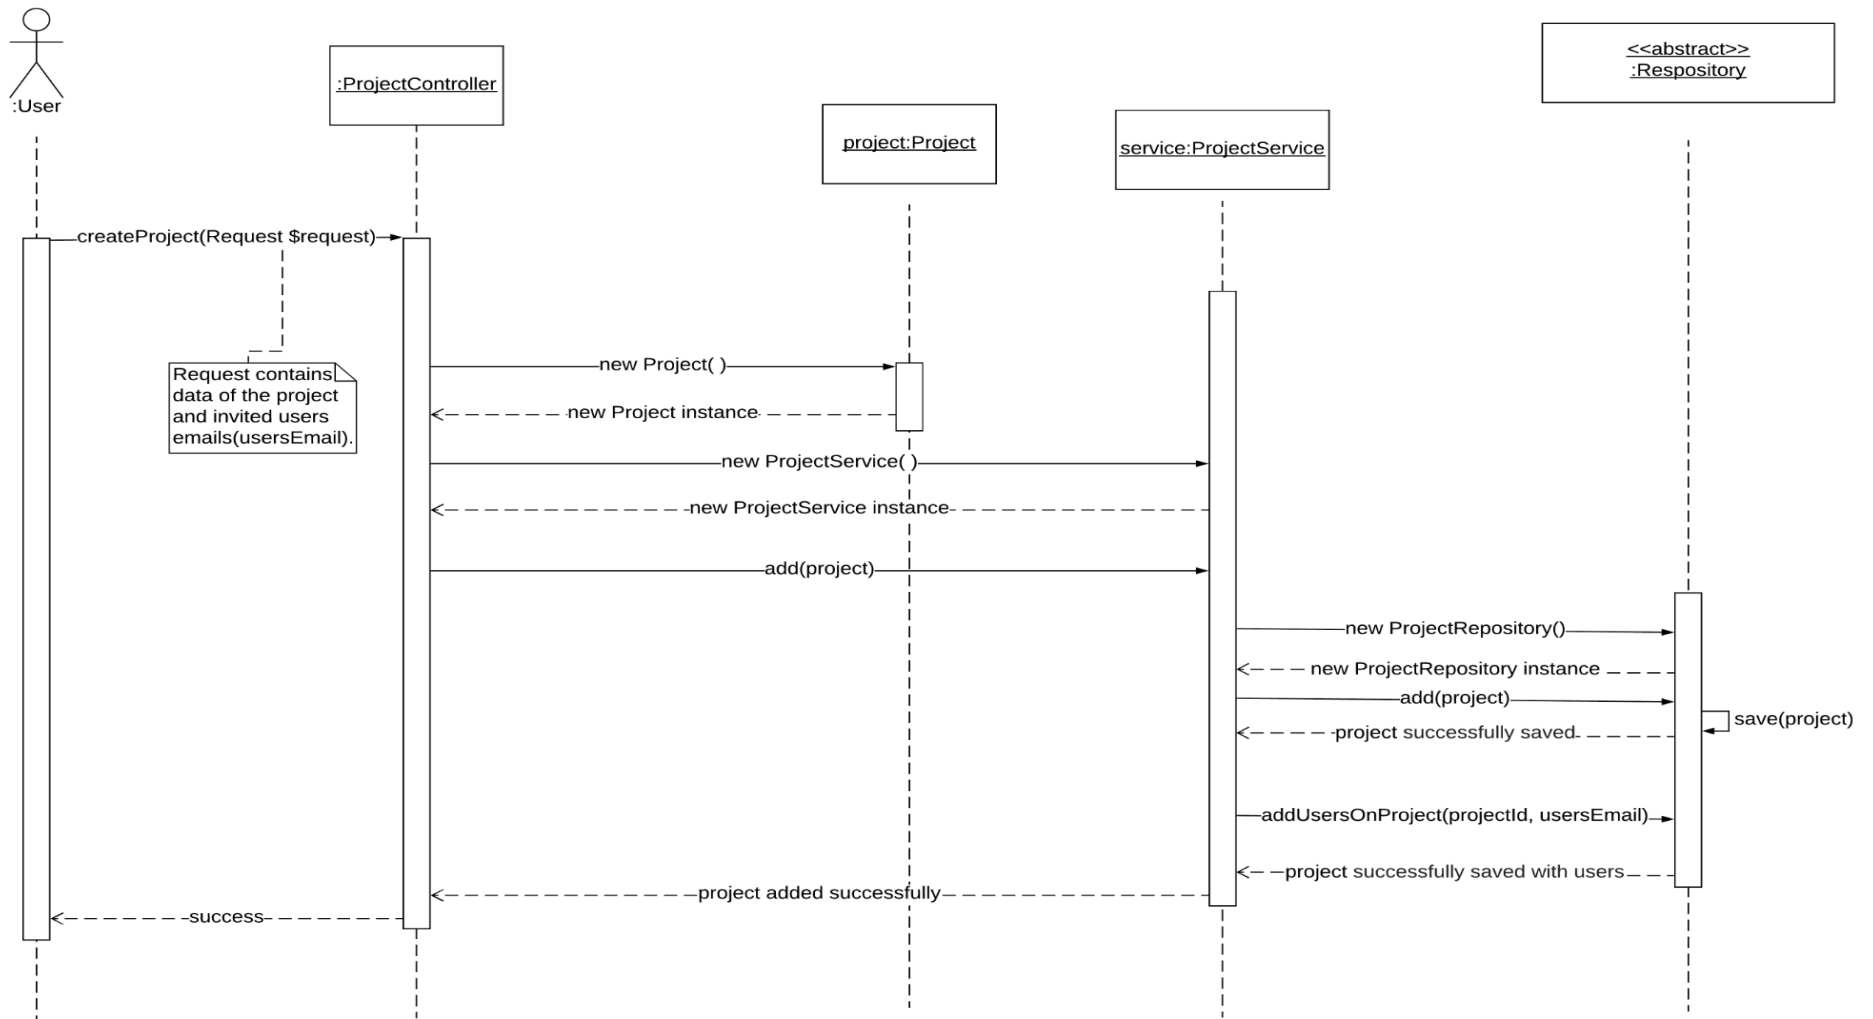 :User
:ProjectController
project:Project
service:ProjectService
<<abstract>>
:Respository
createProject(Request $request)
Request contains
data of the project
and invited users
emails(usersEmail).
new Project( )
new Project instance
new ProjectService( )
new ProjectService instance
add(project)
new ProjectRepository()
new ProjectRepository instance
add(project)
save(project)
project successfully saved
addUsersOnProject(projectId, usersEmail)
project successfully saved with users
project added successfully
success